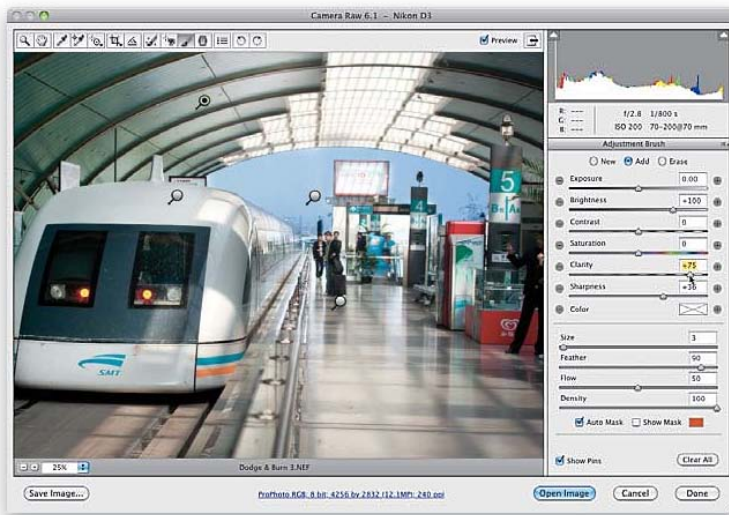 Camera Raw 6.1 - Nikon D3
Preview
R: ---
G: ---
B: ---
f/2.8 1/800 s
ISO 200 70-200@70 mm
Adjustment Brush
New Add Erase
Exposure 0.00
Brightness +100
Contrast 0
Saturation 0
Clarity +75
Sharpness +36
Color
Size 3
Feather 90
Flow 50
Density 100
Auto Mask Show Mask
Show Pins Clear All
5
4
SMT
25% Dodge & Burn 3.NEF
Save Image... ProPhoto RGB; 8 bit; 4256 by 2832 (12.1MP); 240 ppi Open Image Cancel Done